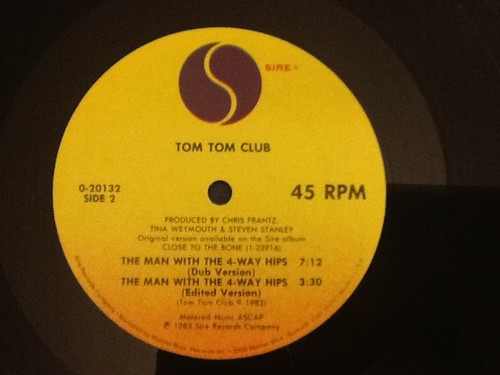 SIRE ®
TOM TOM CLUB
0-20132
SIDE 2
45 RPM
PRODUCED BY CHRIS FRANTZ,
TINA WEYMOUTH & STEVEN STANLEY
Original version available on the Sire album
CLOSE TO THE BONE (1-23916)
THE MAN WITH THE 4-WAY HIPS 7:12
(Dub Version)
THE MAN WITH THE 4-WAY HIPS 3:30
(Edited Version)
(Tom Tom Club, ℗ 1983)
Metered Music ASCAP
℗ 1983 Sire Records Company